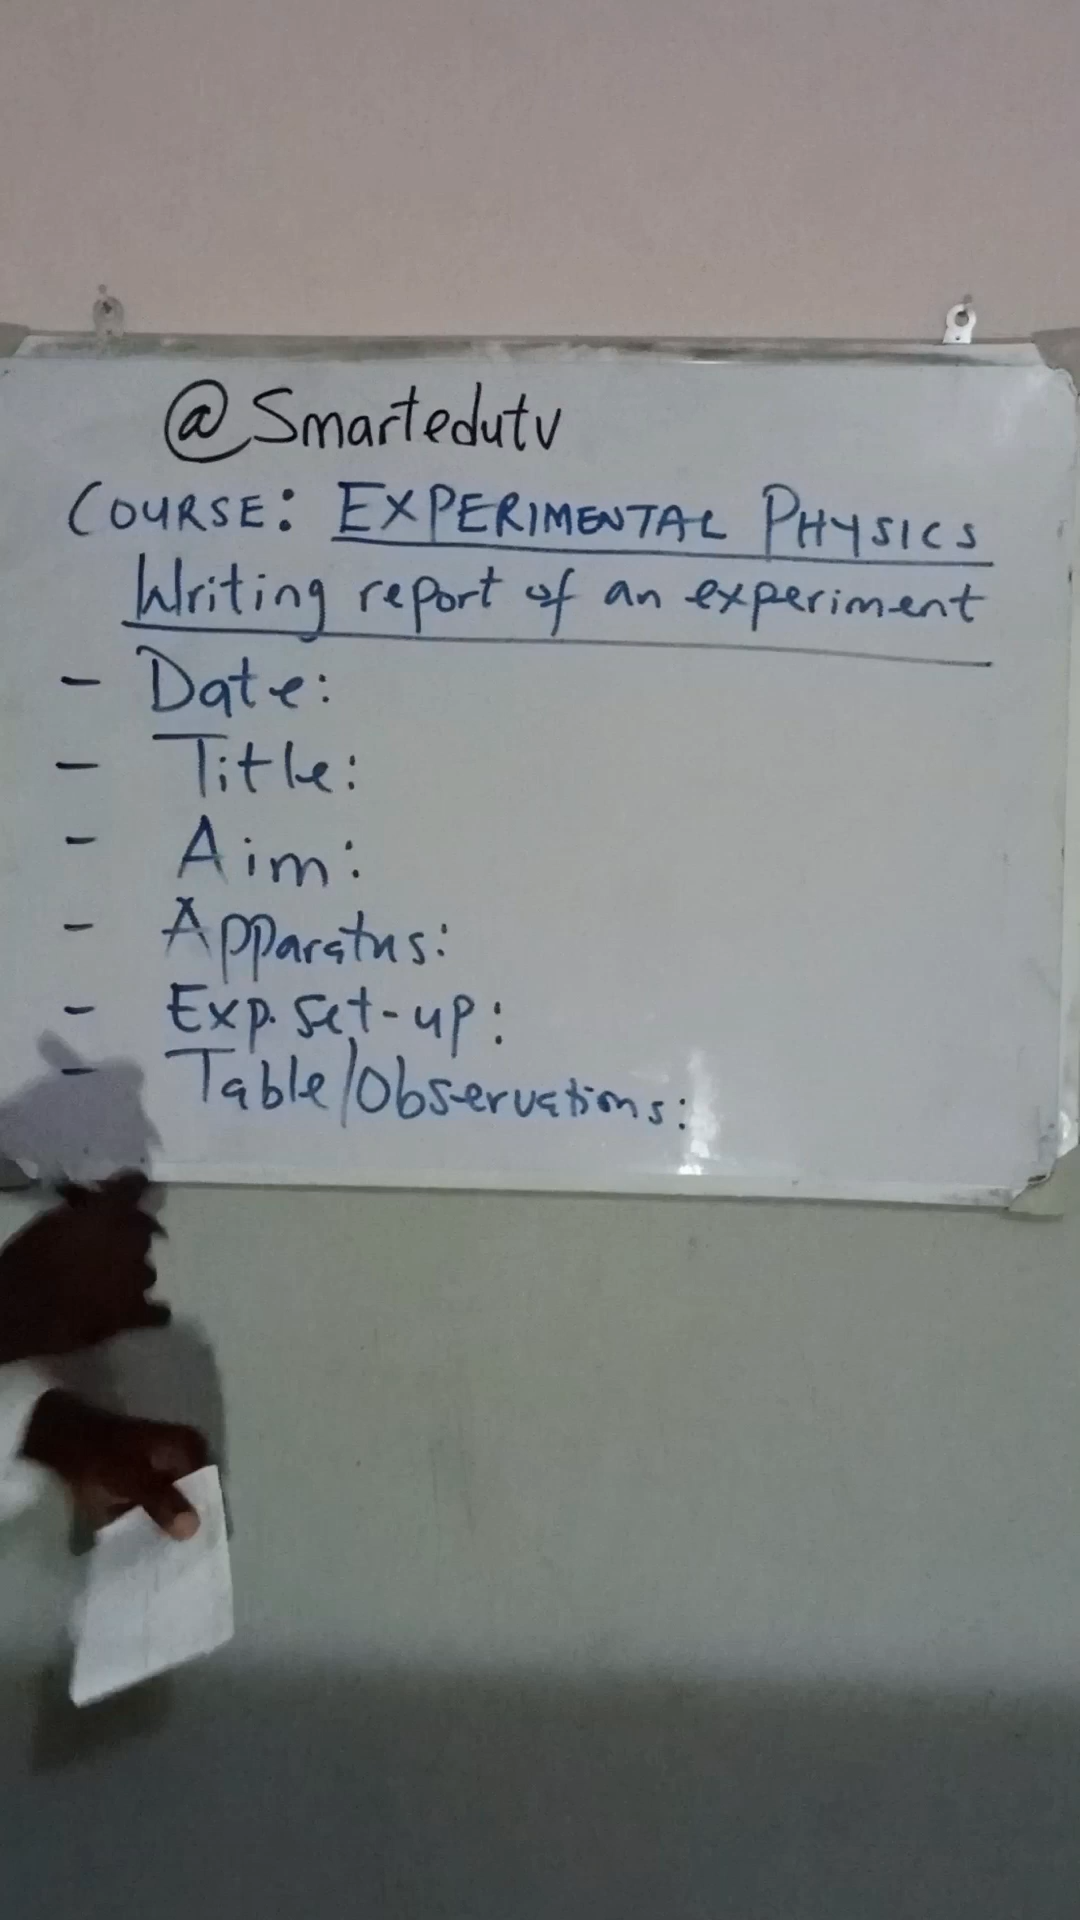 @Smartedutv
COURSE: EXPERIMENTAL PHYSICS
Writing report of an experiment
- Date:
- Title:
- Aim:
- Apparatus:
- Exp. Set-up:
- Table/Observations: